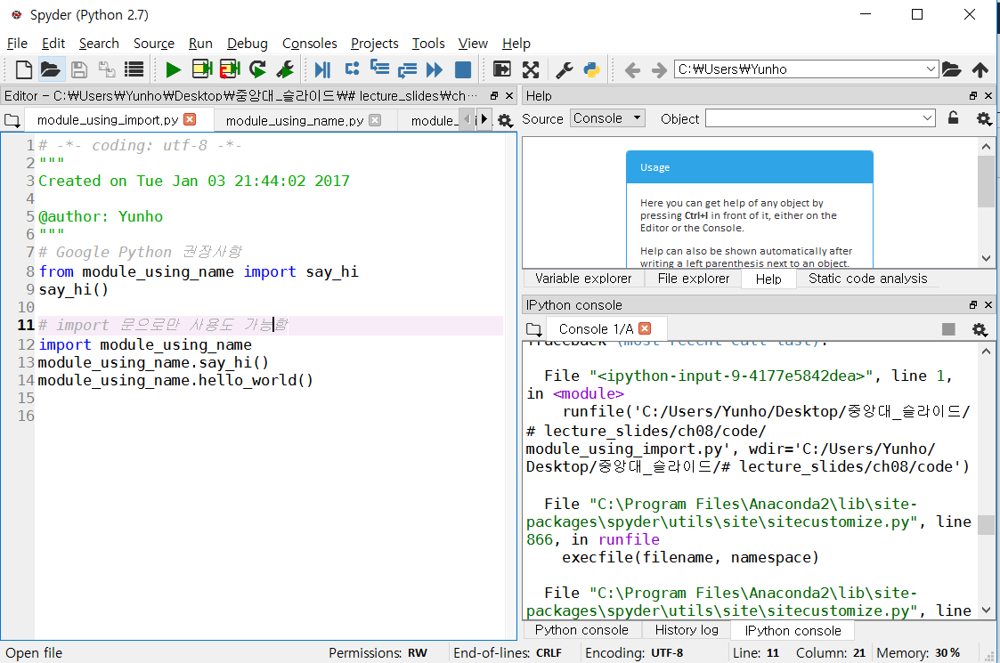 Spyder (Python 2.7)
File Edit Search Source Run Debug Consoles Projects Tools View Help
C:₩Users₩Yunho
Editor - C:₩Users₩Yunho₩Desktop₩중앙대_슬라이드₩# lecture_slides₩ch…
module_using_import.py module_using_name.py module_i
1 # -*- coding: utf-8 -*-
2 """
3 Created on Tue Jan 03 21:44:02 2017
4
5 @author: Yunho
6 """
7 # Google Python 권장사항
8 from module_using_name import say_hi
9 say_hi()
10
11 # import 문으로만 사용도 가능함
12 import module_using_name
13 module_using_name.say_hi()
14 module_using_name.hello_world()
15
16
Help
Source Console Object
Usage
Here you can get help of any object by
pressing Ctrl+I in front of it, either on the
Editor or the Console.
Help can also be shown automatically after
writing a left parenthesis next to an object.
Variable explorer File explorer Help Static code analysis
IPython console
Console 1/A
Traceback (most recent call last):
File "<ipython-input-9-4177e5842dea>", line 1,
in <module>
runfile('C:/Users/Yunho/Desktop/중앙대_슬라이드/
# lecture_slides/ch08/code/
module_using_import.py', wdir='C:/Users/Yunho/
Desktop/중앙대_슬라이드/# lecture_slides/ch08/code')
File "C:\Program Files\Anaconda2\lib\site-
packages\spyder\utils\site\sitecustomize.py", line
866, in runfile
execfile(filename, namespace)
File "C:\Program Files\Anaconda2\lib\site-
packages\spyder\utils\site\sitecustomize.py", line
Python console History log IPython console
Open file Permissions: RW End-of-lines: CRLF Encoding: UTF-8 Line: 11 Column: 21 Memory: 30 %